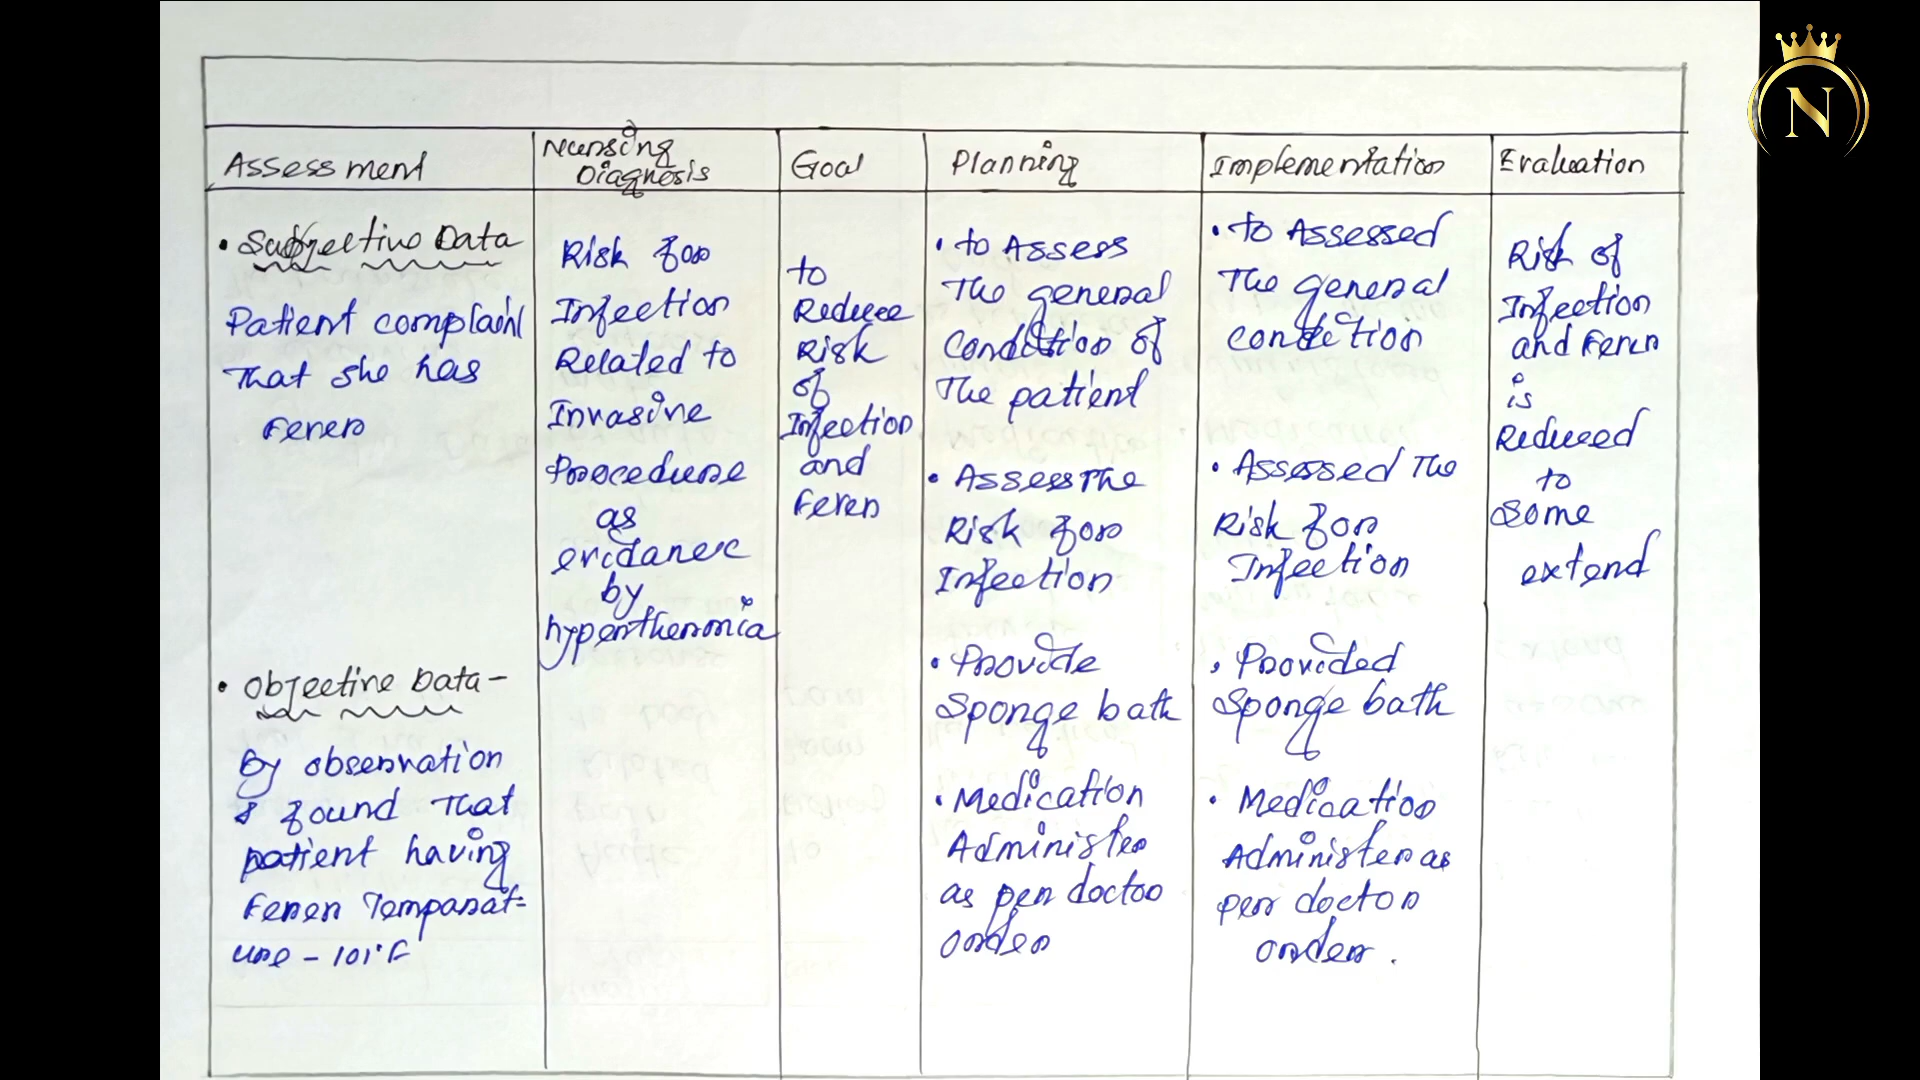 N
Assessment
Nursing
Diagnosis
Goal
Planning
Implementation
Evaluation
• Subjective Data
Patient complaint
That she has
Fever
• Objective Data -
By observation
I found that
patient having
Fever Temparat-
ure - 101°F
Risk for
Infection
Related to
Invasive
Procedure
as
evidance
by
hyperthermia
to
Reduce
Risk
of
Infection
and
Fever
• to Assess
The general
Condition of
The patient
• Assess The
Risk for
Infection
• Provide
Sponge bath
• Medication
Administer
as per doctor
order
• to Assessed
The general
condition
• Assessed The
Risk for
Infection
• Provided
Sponge bath
• Medication
Administer as
per doctor
order.
Risk of
Infection
and Fever
is
Reduced
to
Some
extend